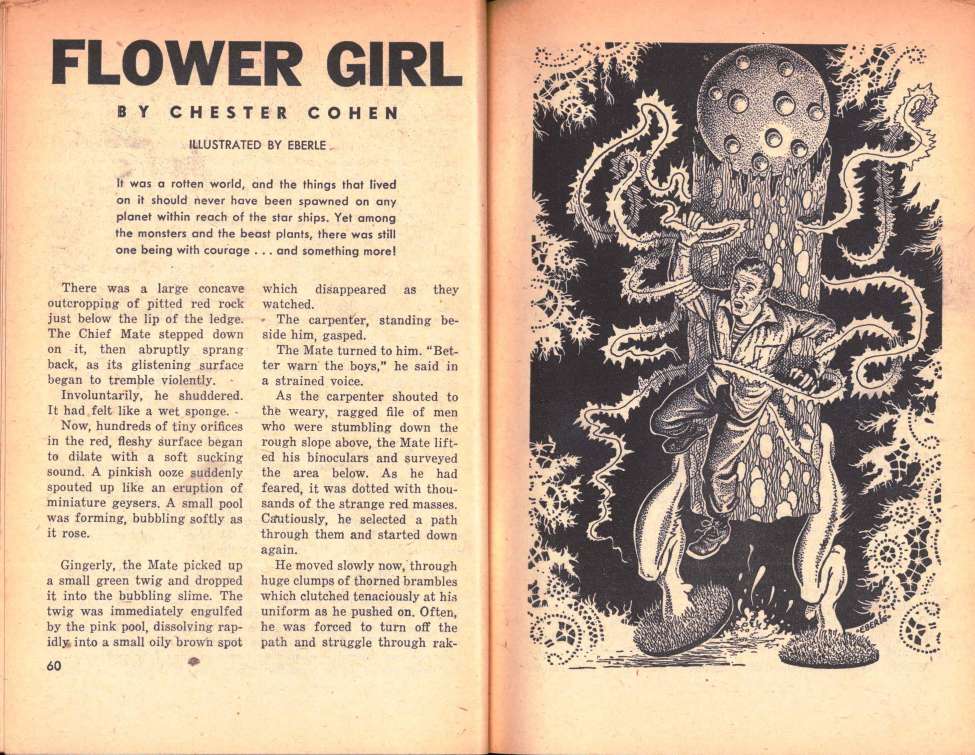 FLOWER GIRL
BY CHESTER COHEN
ILLUSTRATED BY EBERLE
It was a rotten world, and the things that lived
on it should never have been spawned on any
planet within reach of the star ships. Yet among
the monsters and the beast plants, there was still
one being with courage . . . and something more!
There was a large concave
outcropping of pitted red rock
just below the lip of the ledge.
The Chief Mate stepped down
on it, then abruptly sprang
back, as its glistening surface
began to tremble violently.
Involuntarily, he shuddered.
It had felt like a wet sponge.
Now, hundreds of tiny orifices
in the red, fleshy surface began
to dilate with a soft sucking
sound. A pinkish ooze suddenly
spouted up like an eruption of
miniature geysers. A small pool
was forming, bubbling softly as
it rose.
Gingerly, the Mate picked up
a small green twig and dropped
it into the bubbling slime. The
twig was immediately engulfed
by the pink pool, dissolving rap-
idly into a small oily brown spot
60
which disappeared as they
watched.
The carpenter, standing be-
side him, gasped.
The Mate turned to him. "Bet-
ter warn the boys," he said in
a strained voice.
As the carpenter shouted to
the weary, ragged file of men
who were stumbling down the
rough slope above, the Mate lift-
ed his binoculars and surveyed
the area below. As he had
feared, it was dotted with thou-
sands of the strange red masses.
Cautiously, he selected a path
through them and started down
again.
He moved slowly now, through
huge clumps of thorned brambles
which clutched tenaciously at his
uniform as he pushed on. Often,
he was forced to turn off the
path and struggle through rak-
EBERLE